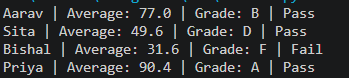 Aarav | Average: 77.0 | Grade: B | Pass
Sita | Average: 49.6 | Grade: D | Pass
Bishal | Average: 31.6 | Grade: F | Fail
Priya | Average: 90.4 | Grade: A | Pass